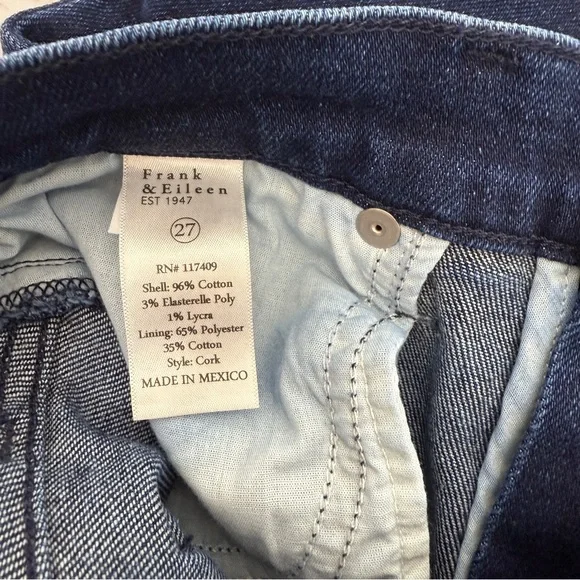 Frank
& Eileen
EST 1947
27
RN# 117409
Shell: 96% Cotton
3% Elasterelle Poly
1% Lycra
Lining: 65% Polyester
35% Cotton
Style: Cork
MADE IN MEXICO